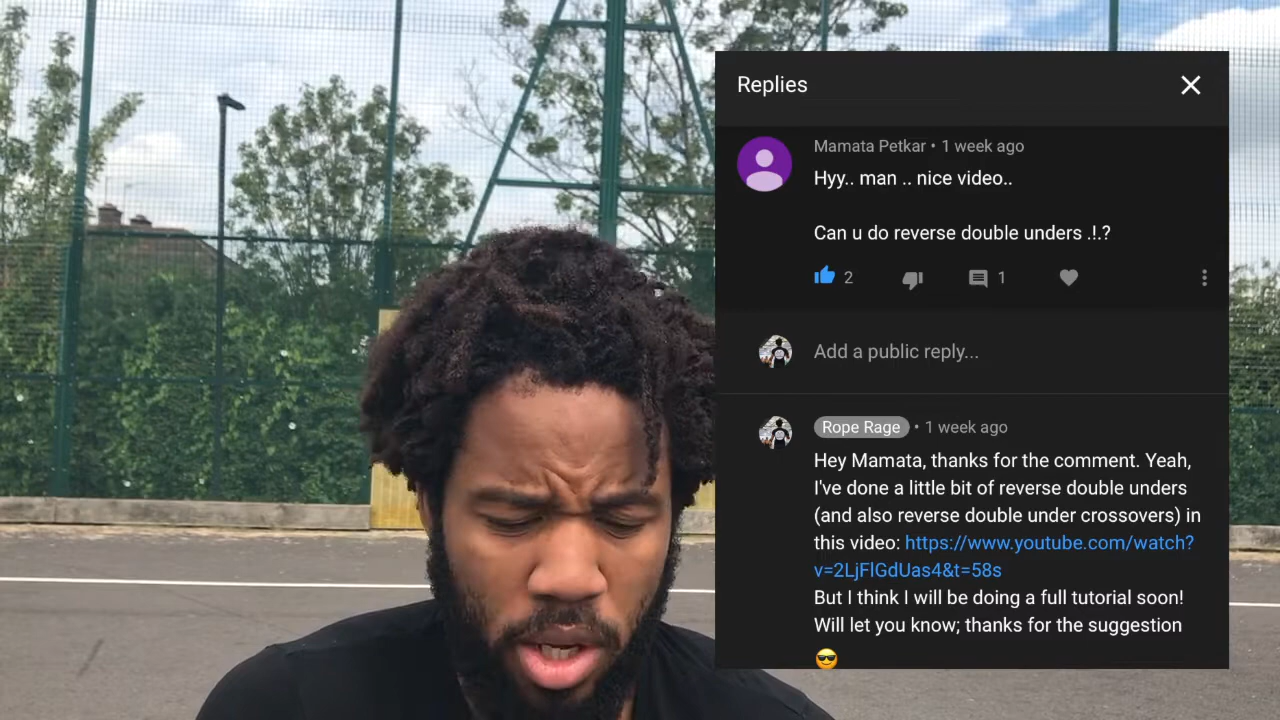 Replies
Mamata Petkar • 1 week ago
Hyy.. man .. nice video..
Can u do reverse double unders .!.?
2
1
Add a public reply...
Rope Rage • 1 week ago
Hey Mamata, thanks for the comment. Yeah,
I've done a little bit of reverse double unders
(and also reverse double under crossovers) in
this video: https://www.youtube.com/watch?
v=2LjFlGdUas4&t=58s
But I think I will be doing a full tutorial soon!
Will let you know; thanks for the suggestion
😎